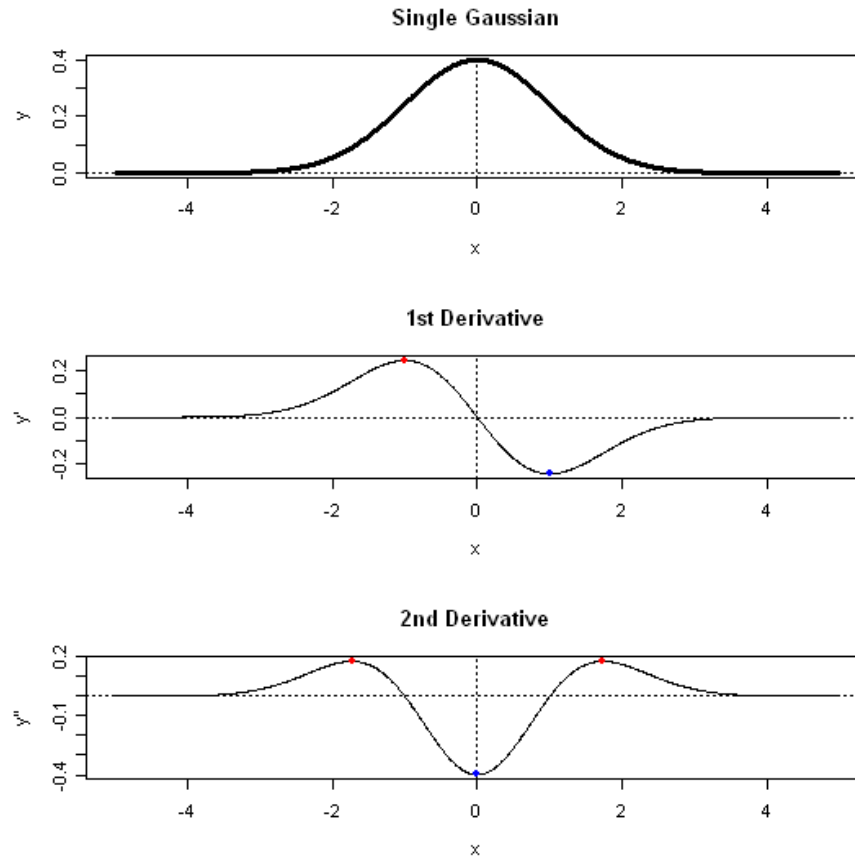 Single Gaussian
0.4
0.2
0.0
y
-4 -2 0 2 4
x
1st Derivative
0.2
0.0
-0.2
y'
-4 -2 0 2 4
x
2nd Derivative
0.2
-0.1
-0.4
y"
-4 -2 0 2 4
x